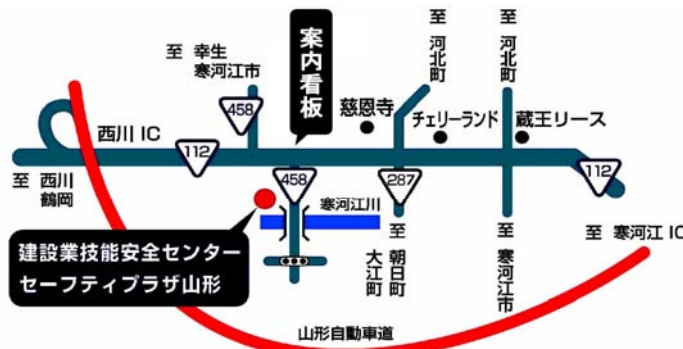 至 河北町
至 河北町
至 幸生
寒河江市
案内看板
458
慈恩寺
チェリーランド
蔵王リース
西川 IC
112
458
287
112
至 西川
鶴岡
寒河江川
建設業技能安全センター
セーフティプラザ山形
至 朝日町
大江町
至 寒河江市
至 寒河江 IC
山形自動車道